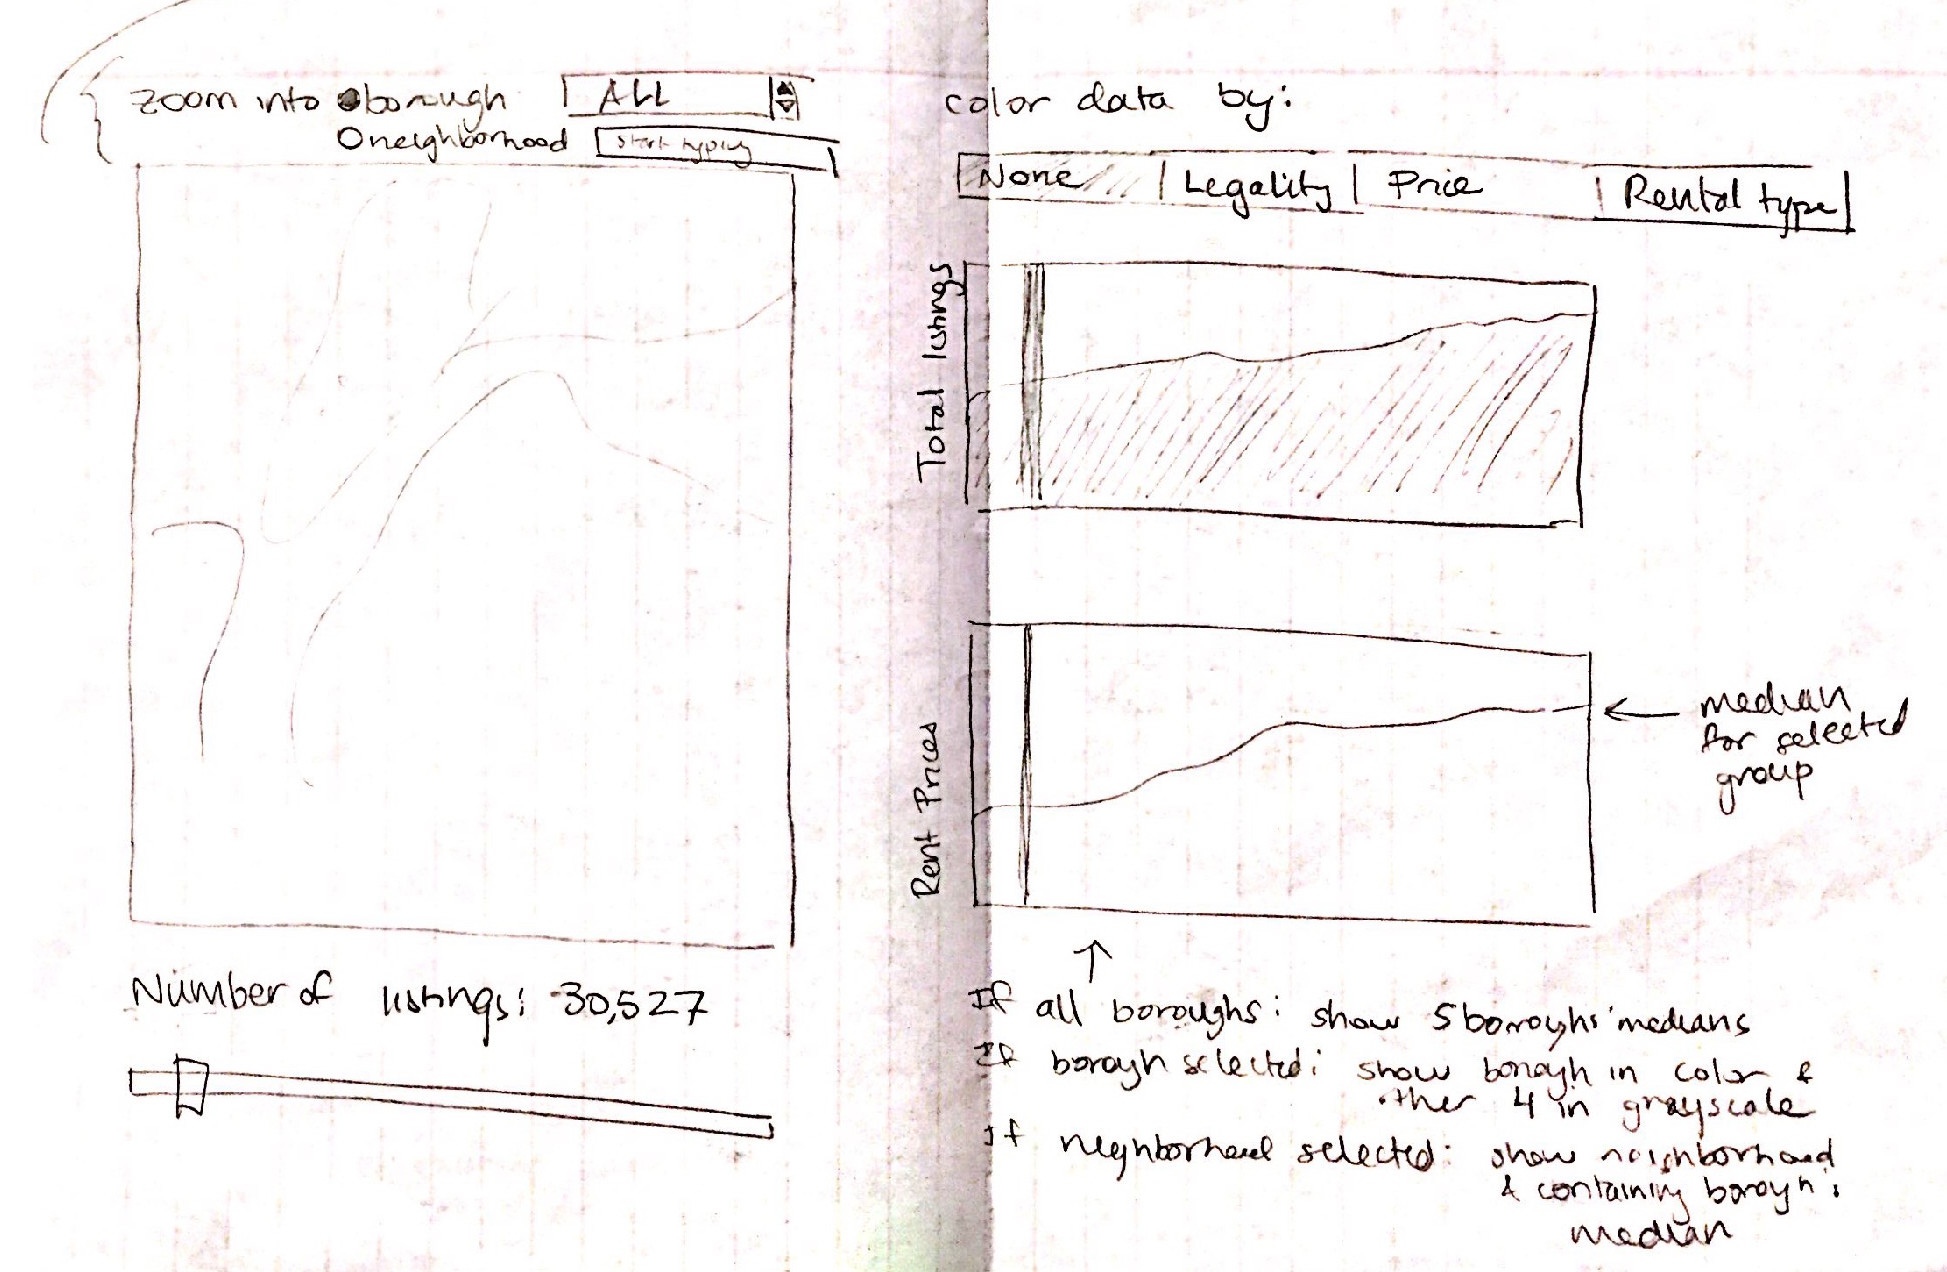 zoom into borough ALL
neighborhood start typing
color data by:
None Legality Price Rental type
Total listings
Rent Prices
median
for selected
group
Number of listings: 30,527
If all boroughs: show 5 boroughs' medians
If borough selected: show borough in color &
other 4 in grayscale
If neighborhood selected: show neighborhood
& containing borough's
median